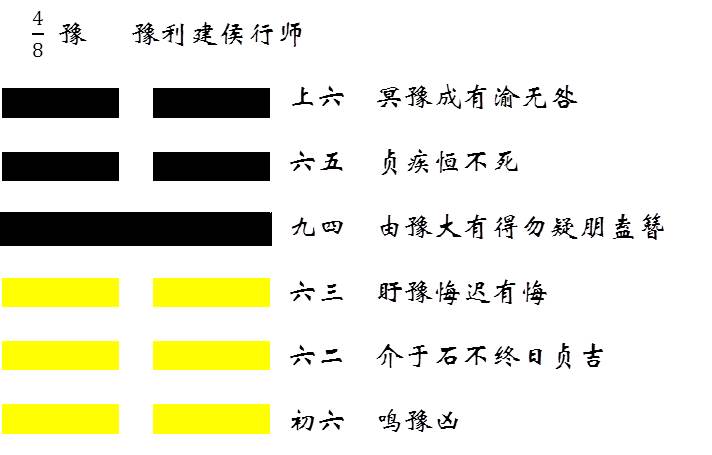 4/8 豫 豫利建侯行师
上六 冥豫成有渝无咎
六五 贞疾恒不死
九四 由豫大有得勿疑朋盍簪
六三 盱豫悔迟有悔
六二 介于石不终日贞吉
初六 鸣豫凶